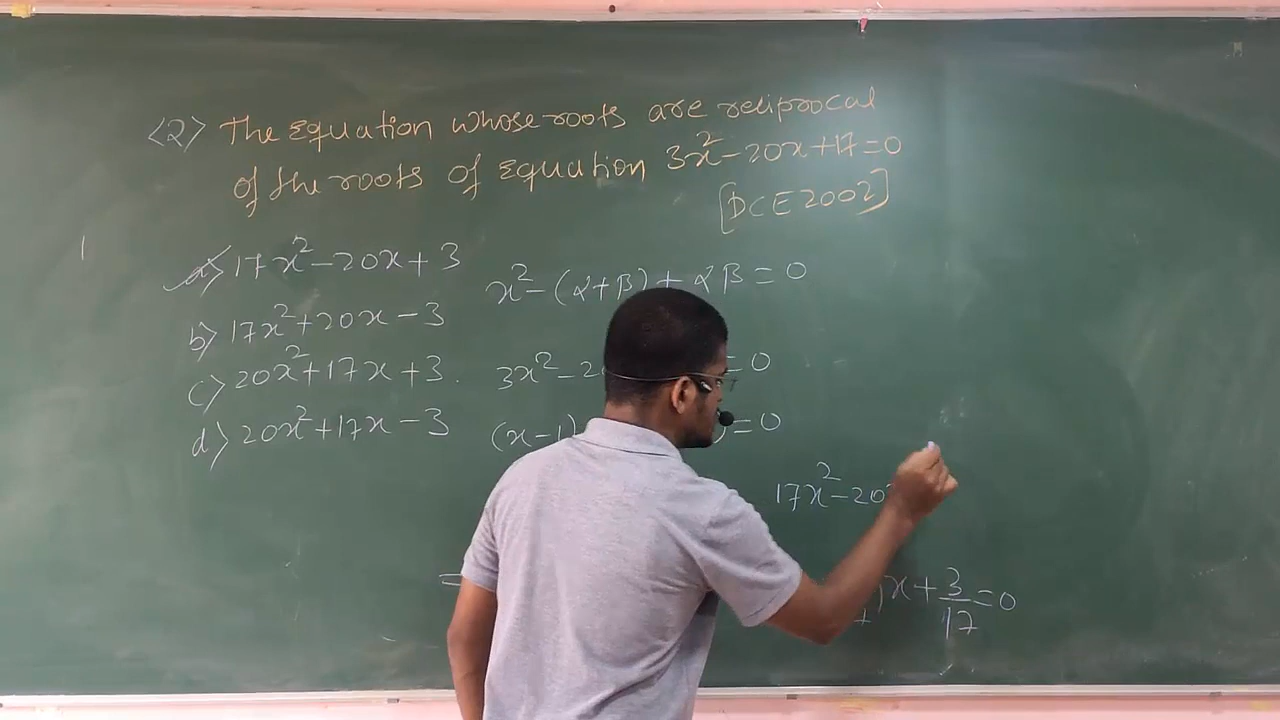 <2> The Equation whose roots are reciprocal
of the roots of Equation 3x²-20x+17=0
[DCE 2002]
a> 17x²-20x+3
b> 17x²+20x-3
c> 20x²+17x+3.
d> 20x²+17x-3
x²-(α+β)+αβ=0
3x²-20 =0
(x-1) )=0
17x²-20
=
)x+3/17=0